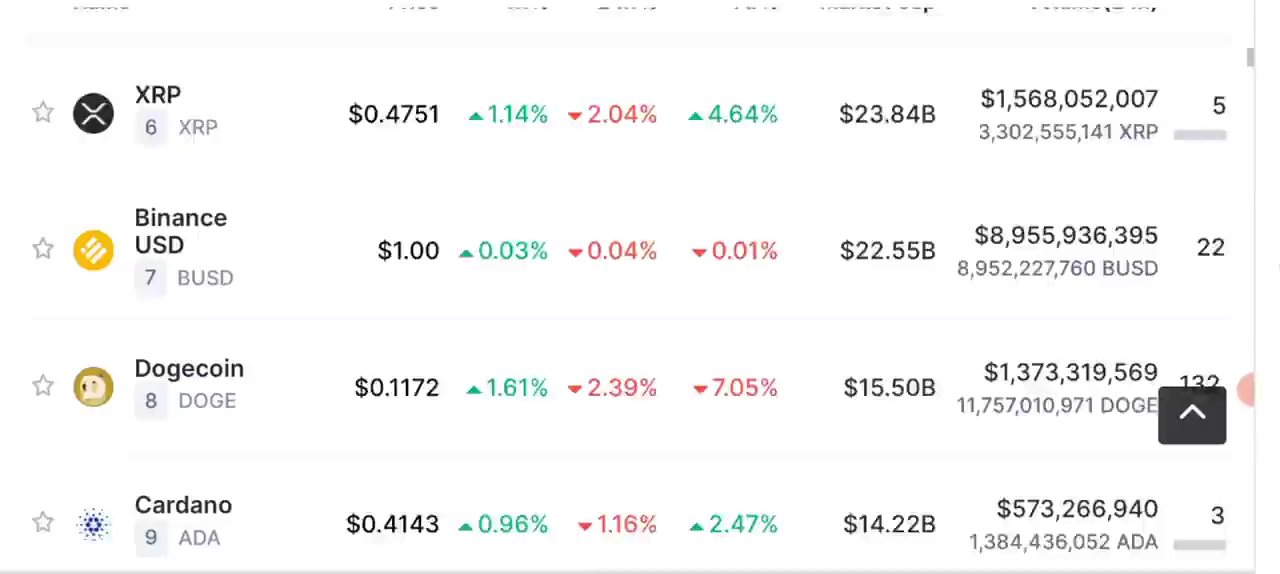 XRP
6 XRP
$0.4751 1.14% 2.04% 4.64% $23.84B $1,568,052,007 5
3,302,555,141 XRP
Binance
USD
7 BUSD
$1.00 0.03% 0.04% 0.01% $22.55B $8,955,936,395 22
8,952,227,760 BUSD
Dogecoin
8 DOGE
$0.1172 1.61% 2.39% 7.05% $15.50B $1,373,319,569 132
11,757,010,971 DOGE
Cardano
9 ADA
$0.4143 0.96% 1.16% 2.47% $14.22B $573,266,940 3
1,384,436,052 ADA